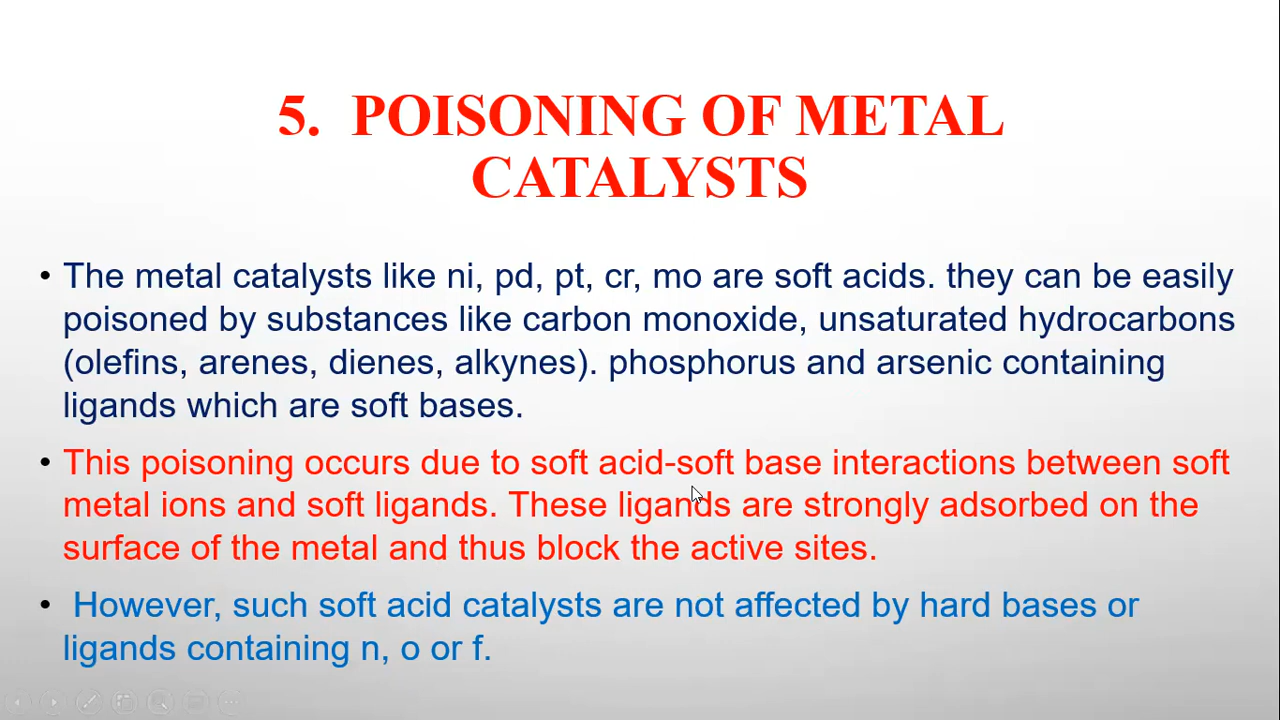 5. POISONING OF METAL
CATALYSTS
• The metal catalysts like ni, pd, pt, cr, mo are soft acids. they can be easily
poisoned by substances like carbon monoxide, unsaturated hydrocarbons
(olefins, arenes, dienes, alkynes). phosphorus and arsenic containing
ligands which are soft bases.
• This poisoning occurs due to soft acid-soft base interactions between soft
metal ions and soft ligands. These ligands are strongly adsorbed on the
surface of the metal and thus block the active sites.
• However, such soft acid catalysts are not affected by hard bases or
ligands containing n, o or f.